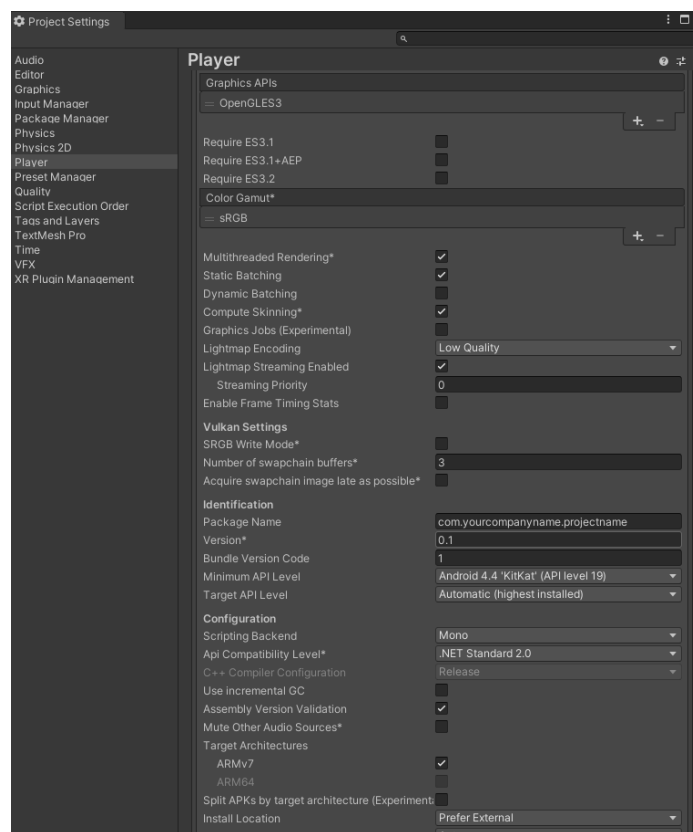 Project Settings
Audio
Editor
Graphics
Input Manager
Package Manager
Physics
Physics 2D
Player
Preset Manager
Quality
Script Execution Order
Tags and Layers
TextMesh Pro
Time
VFX
XR Plugin Management
Player
Graphics APIs
OpenGLES3
Require ES3.1
Require ES3.1+AEP
Require ES3.2
Color Gamut*
sRGB
Multithreaded Rendering*
Static Batching
Dynamic Batching
Compute Skinning*
Graphics Jobs (Experimental)
Lightmap Encoding Low Quality
Lightmap Streaming Enabled
Streaming Priority 0
Enable Frame Timing Stats
Vulkan Settings
SRGB Write Mode*
Number of swapchain buffers* 3
Acquire swapchain image late as possible*
Identification
Package Name com.yourcompanyname.projectname
Version* 0.1
Bundle Version Code 1
Minimum API Level Android 4.4 'KitKat' (API level 19)
Target API Level Automatic (highest installed)
Configuration
Scripting Backend Mono
Api Compatibility Level* .NET Standard 2.0
C++ Compiler Configuration Release
Use incremental GC
Assembly Version Validation
Mute Other Audio Sources*
Target Architectures
ARMv7
ARM64
Split APKs by target architecture (Experiment
Install Location Prefer External